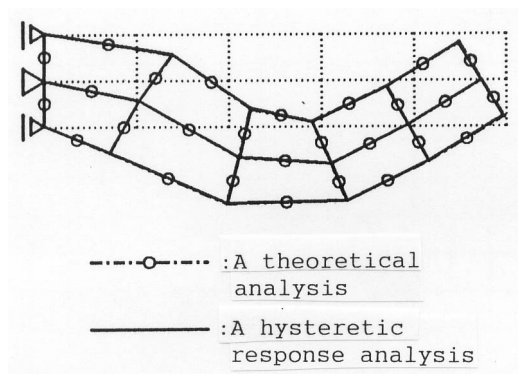 :A theoretical
analysis
:A hysteretic
response analysis